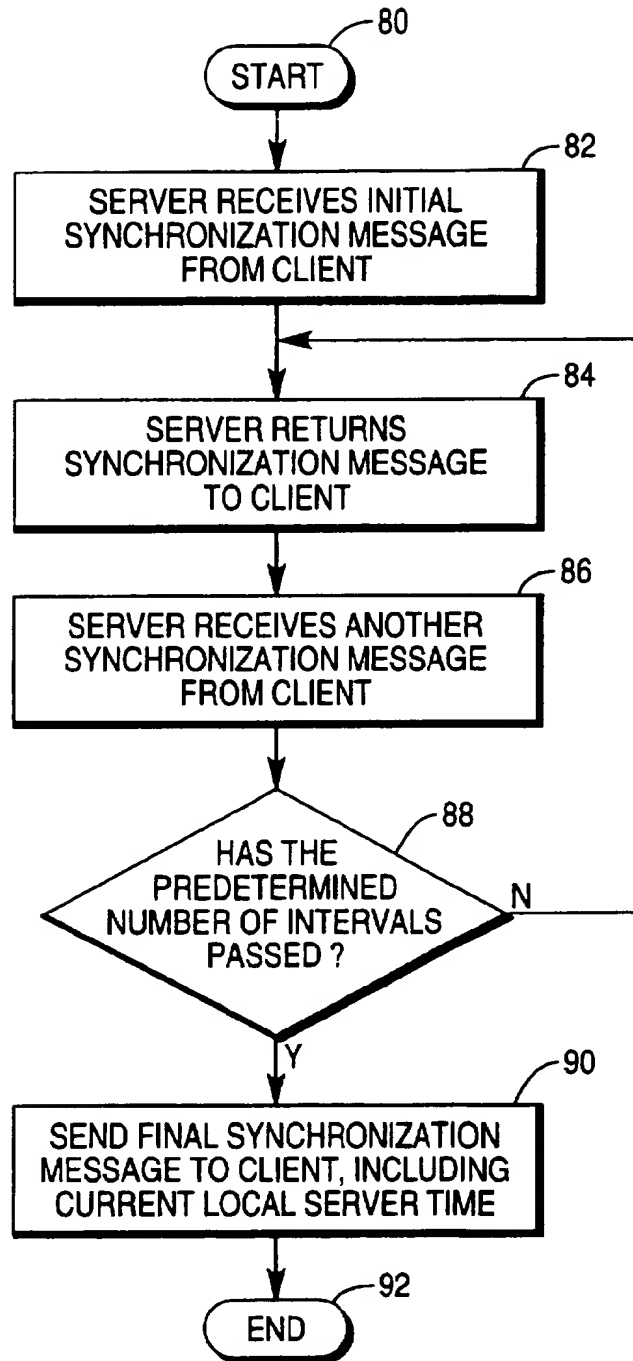 80
START
82
SERVER RECEIVES INITIAL
SYNCHRONIZATION MESSAGE
FROM CLIENT
84
SERVER RETURNS
SYNCHRONIZATION MESSAGE
TO CLIENT
86
SERVER RECEIVES ANOTHER
SYNCHRONIZATION MESSAGE
FROM CLIENT
88
HAS THE
PREDETERMINED
NUMBER OF INTERVALS
PASSED ?
N
Y
90
SEND FINAL SYNCHRONIZATION
MESSAGE TO CLIENT, INCLUDING
CURRENT LOCAL SERVER TIME
92
END